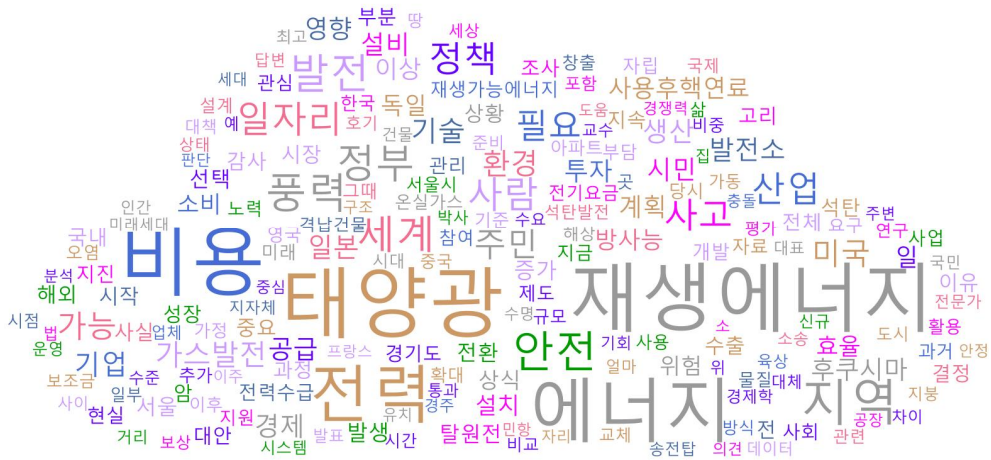 최고 영향 부분 땅 세상
답변 설비 정책 조사 창출 자립 국제
세대 관심 발전 이상 재생가능에너지 포함 사용후핵연료
설계 한국 독일 상황 도움 지속 경쟁력 삶 고리
대책 예 일자리 호기 건물 기술 필요 교수 생산 비중
상태 정부 준비 아파트 부담 집 발전소
판단 감사 시장 관리 환경 투자 곳 시민
선택 풍력 그때 서울시 사람 전기요금 당시 가동 산업
소비 노력 구조 온실가스 석탄발전 계획 사고 충돌 석탄
인간 미래세대 격납건물 박사 기준 수요 평가 주변
국내 비용 영국 일본 세계 참여 주민 해상 방사능 전체 요구 연구 사업
오염 미래 지금 개발 자료 대표 미국 일 국민
분석 지진 중심 시대 중국 증가 이유
해외 시작 지자체 태양광 제도 재생에너지 전문가
시점 성장 수명 규모 신규 활용
법 가능 사실 업체 가정 중요 소 도시
운영 가스발전 공급 프랑스 경기도 전환 안전 기회 사용 소송 수출 효율 과거 안정
기업 과정 위 육상 위험 후쿠시마 결정
보조금 수준 추가 이주 전력 확대 상식 얼마 물질 대체
일부 암 전력수급 통과 에너지 경제학 지역 지붕
사이 현실 서울 이후 지원 경제 유치 경주 설치 방식 전 사회 공장 차이
거리 보상 대안 발표 발생 시간 탈원전 민항 자리 교체 관련
시스템 비교 송전탑 의견 데이터